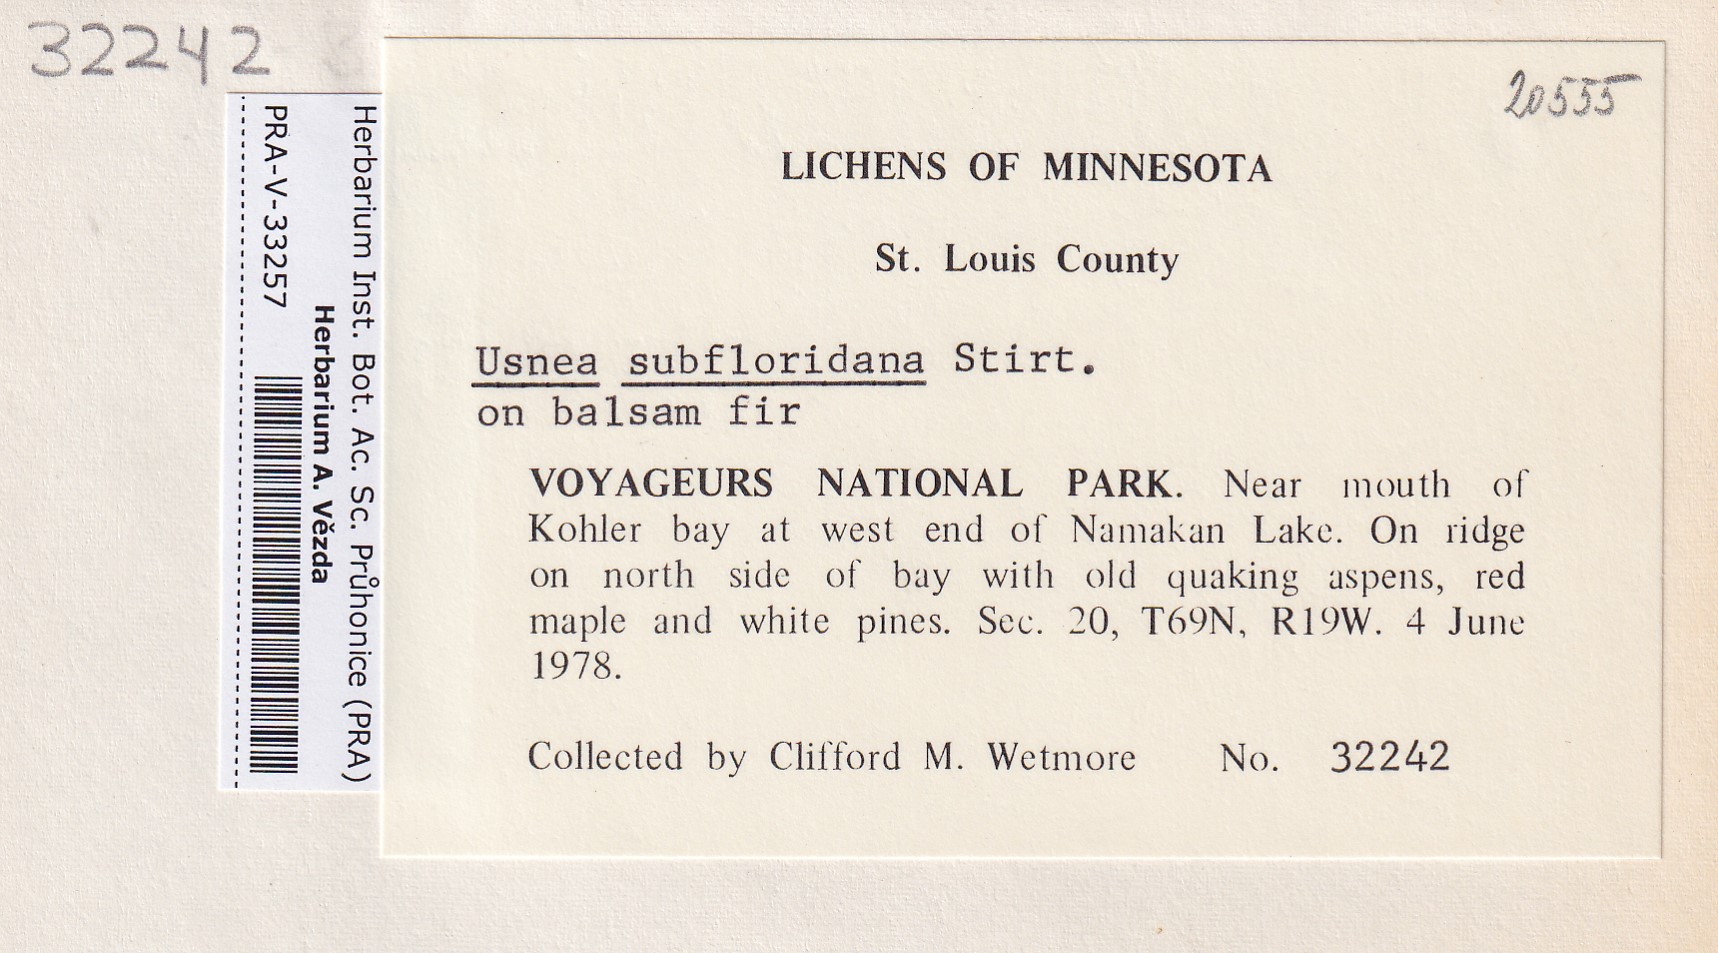 32242
20555
Herbarium Inst. Bot. Ac. Sc. Průhonice (PRA)
Herbarium A. Vězda
PRA-V-33257
LICHENS OF MINNESOTA
St. Louis County
Usnea subfloridana Stirt.
on balsam fir
VOYAGEURS NATIONAL PARK. Near mouth of
Kohler bay at west end of Namakan Lake. On ridge
on north side of bay with old quaking aspens, red
maple and white pines. Sec. 20, T69N, R19W. 4 June
1978.
Collected by Clifford M. Wetmore No. 32242